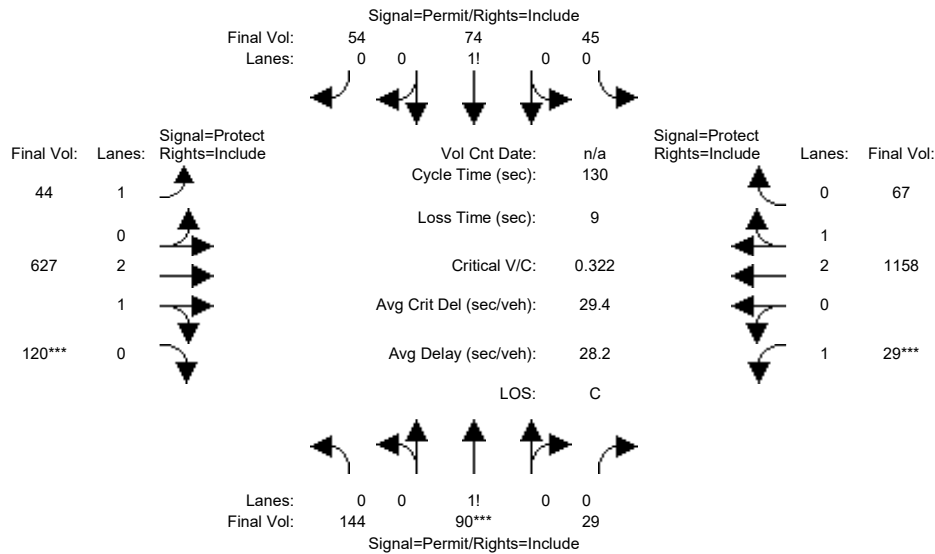 Signal=Permit/Rights=Include
Final Vol: 54 74 45
Lanes: 0 0 1! 0 0
Signal=Protect Signal=Protect
Final Vol: Lanes: Rights=Include Vol Cnt Date: n/a Rights=Include Lanes: Final Vol:
Cycle Time (sec): 130
44 1 0 67
Loss Time (sec): 9
0 1
627 2 Critical V/C: 0.322 2 1158
1 Avg Crit Del (sec/veh): 29.4 0
120*** 0 Avg Delay (sec/veh): 28.2 1 29***
LOS: C
Lanes: 0 0 1! 0 0
Final Vol: 144 90*** 29
Signal=Permit/Rights=Include